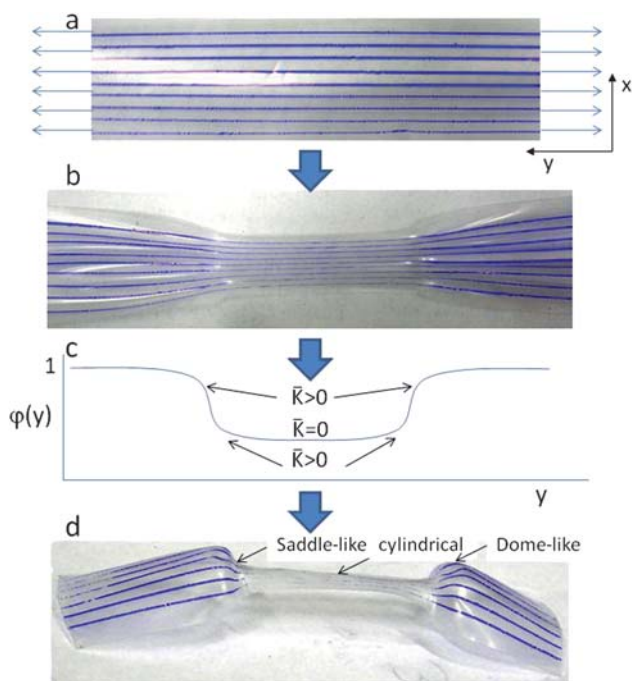 a
x
y
b
c
1
K̄>0
φ(y)
K̄=0
K̄>0
y
d
Saddle-like cylindrical Dome-like